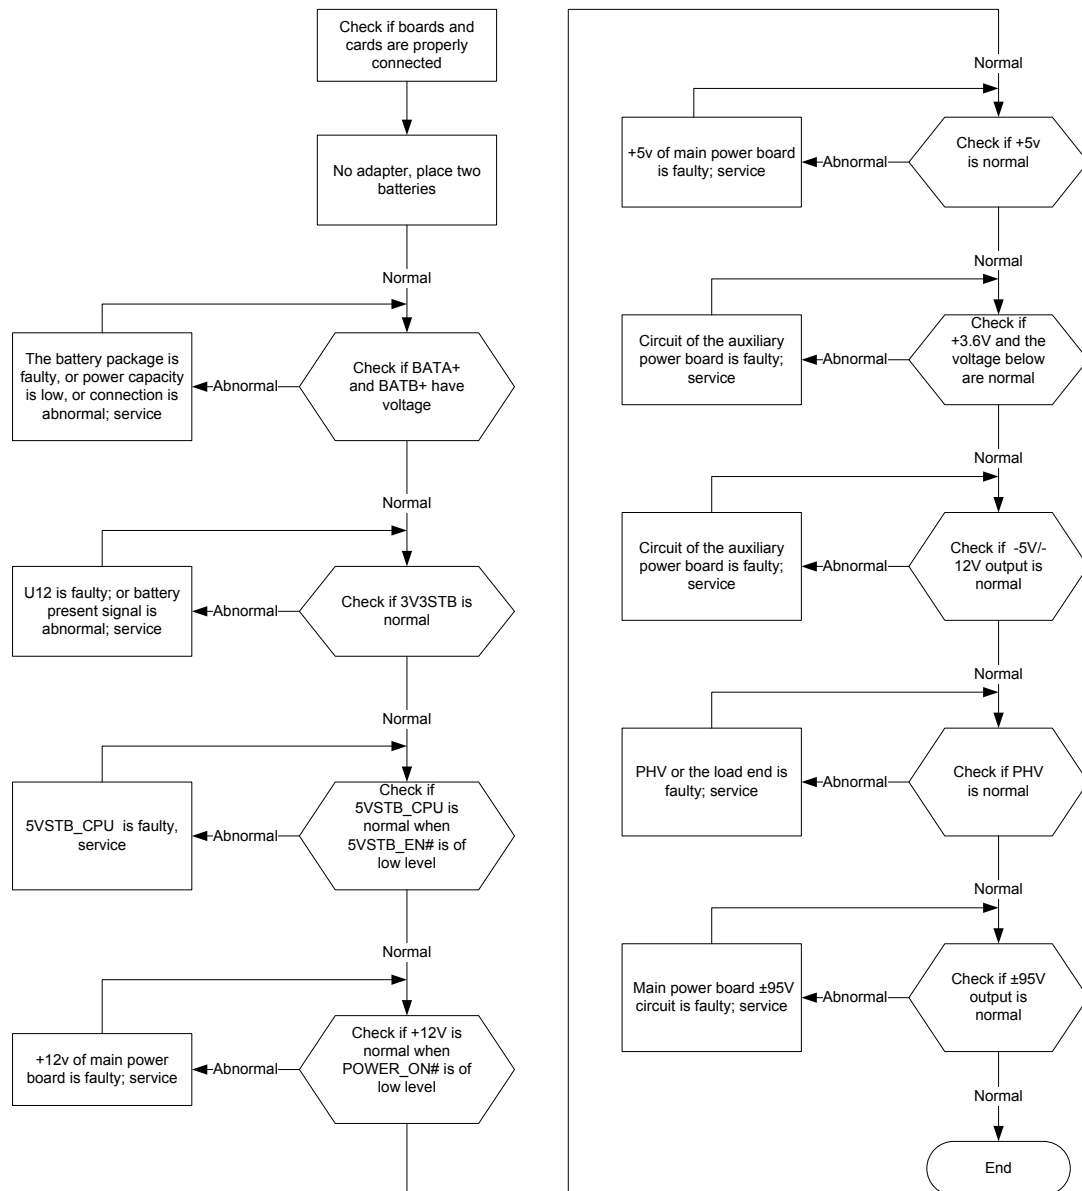 Check if boards and
cards are properly
connected
No adapter, place two
batteries
Normal
Check if BATA+
and BATB+ have
voltage
Abnormal
The battery package is
faulty, or power capacity
is low, or connection is
abnormal; service
Normal
Check if 3V3STB is
normal
Abnormal
U12 is faulty; or battery
present signal is
abnormal; service
Normal
Check if
5VSTB_CPU is
normal when
5VSTB_EN# is of
low level
Abnormal
5VSTB_CPU  is faulty,
service
Normal
Check if +12V is
normal when
POWER_ON# is of
low level
Abnormal
+12v of main power
board is faulty; service
Normal
Check if +5v
is normal
Abnormal
+5v of main power board
is faulty; service
Normal
Check if
+3.6V and the
voltage below
are normal
Abnormal
Circuit of the auxiliary
power board is faulty;
service
Normal
Check if  -5V/-
12V output is
normal
Abnormal
Circuit of the auxiliary
power board is faulty;
service
Normal
Check if PHV
is normal
Abnormal
PHV or the load end is
faulty; service
Normal
Check if ±95V
output is
normal
Abnormal
Main power board ±95V
circuit is faulty; service
Normal
End